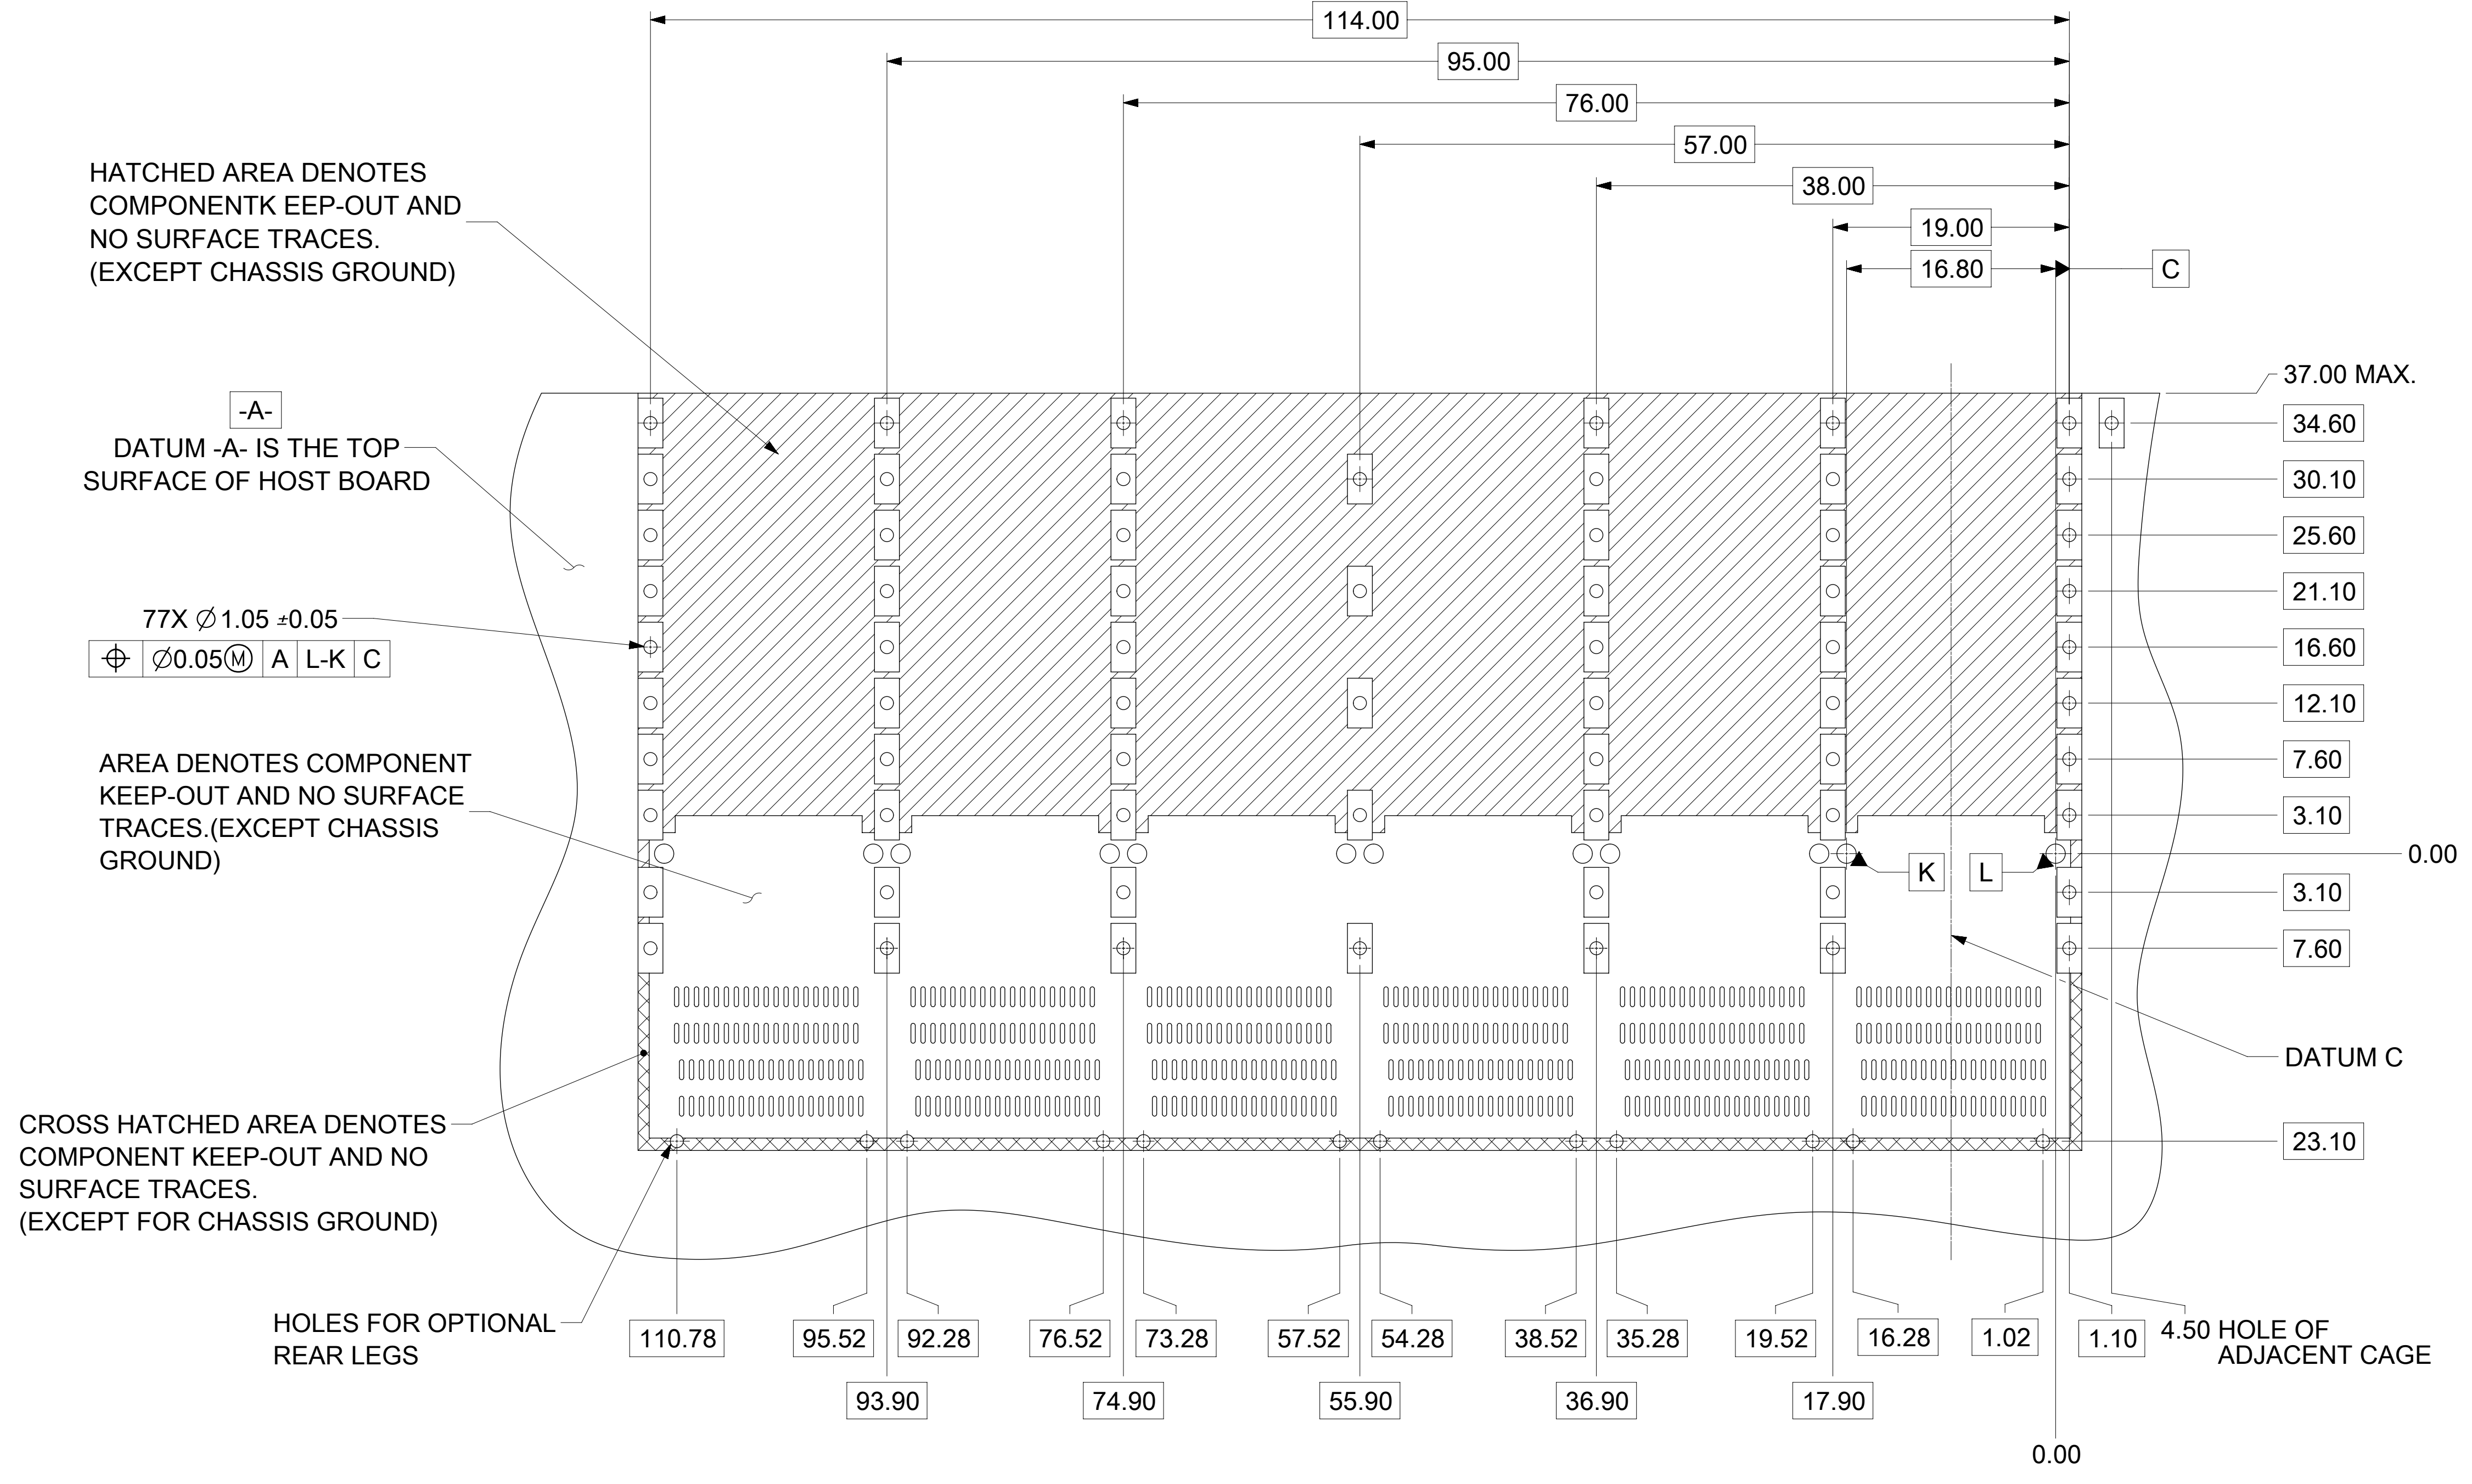 114.00
95.00
76.00
57.00
38.00
19.00
16.80
C
HATCHED AREA DENOTES
COMPONENTK EEP-OUT AND
NO SURFACE TRACES.
(EXCEPT CHASSIS GROUND)
-A-
DATUM -A- IS THE TOP
SURFACE OF HOST BOARD
77X ∅1.05 ±0.05
⌖ ∅0.05Ⓜ A L-K C
AREA DENOTES COMPONENT
KEEP-OUT AND NO SURFACE
TRACES.(EXCEPT CHASSIS
GROUND)
CROSS HATCHED AREA DENOTES
COMPONENT KEEP-OUT AND NO
SURFACE TRACES.
(EXCEPT FOR CHASSIS GROUND)
HOLES FOR OPTIONAL
REAR LEGS
37.00 MAX.
34.60
30.10
25.60
21.10
16.60
12.10
7.60
3.10
0.00
K
L
3.10
7.60
DATUM C
23.10
110.78
95.52
92.28
76.52
73.28
57.52
54.28
38.52
35.28
19.52
16.28
1.02
1.10
4.50 HOLE OF
ADJACENT CAGE
93.90
74.90
55.90
36.90
17.90
0.00